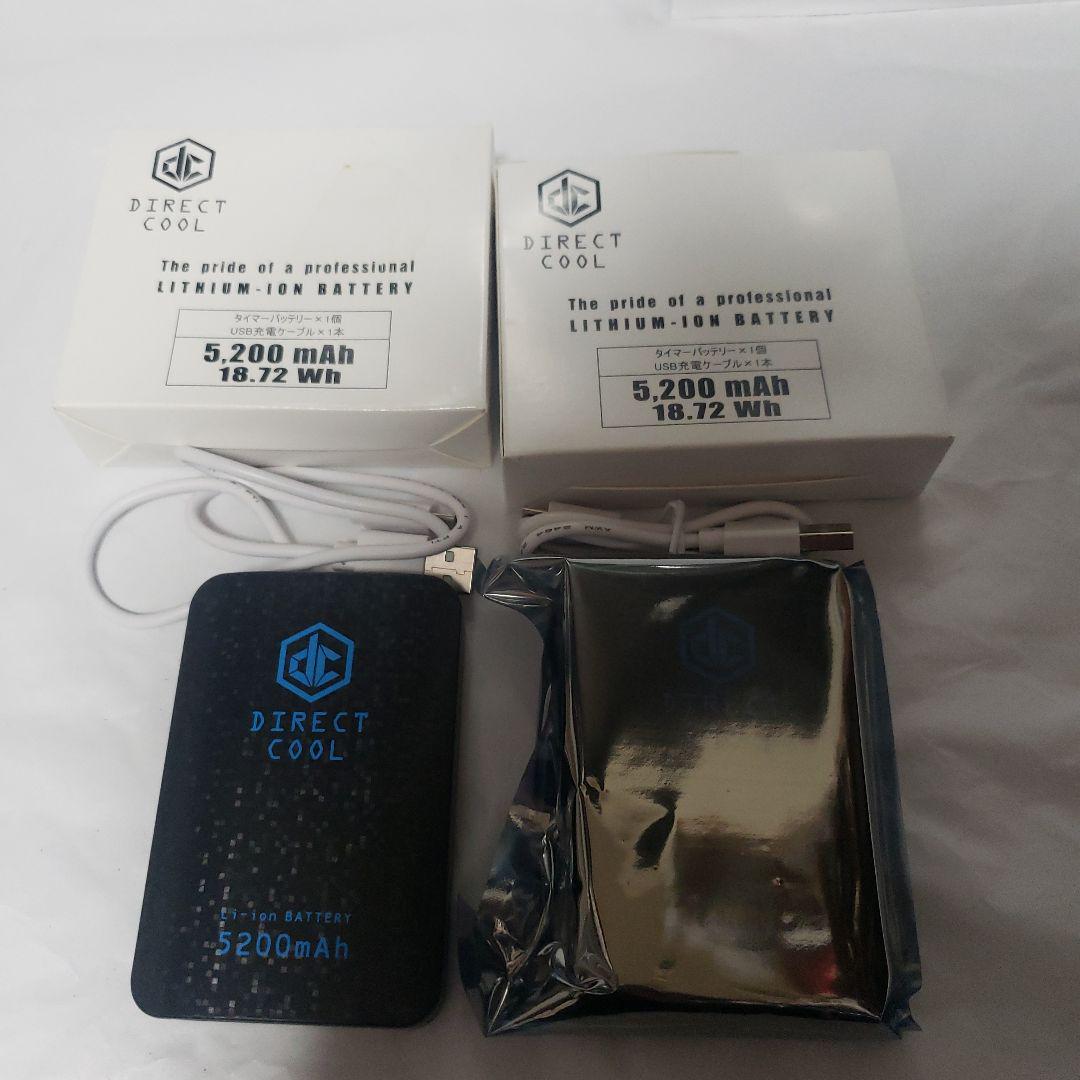 DIRECT
COOL
The pride of a professional
LITHIUM-ION BATTERY
タイマーバッテリー×1個
USB充電ケーブル×1本
5,200 mAh
18.72 Wh
DIRECT
COOL
The pride of a professional
LITHIUM-ION BATTERY
タイマーバッテリー×1個
USB充電ケーブル×1本
5,200 mAh
18.72 Wh
DIRECT
COOL
Li-ion BATTERY
5200mAh